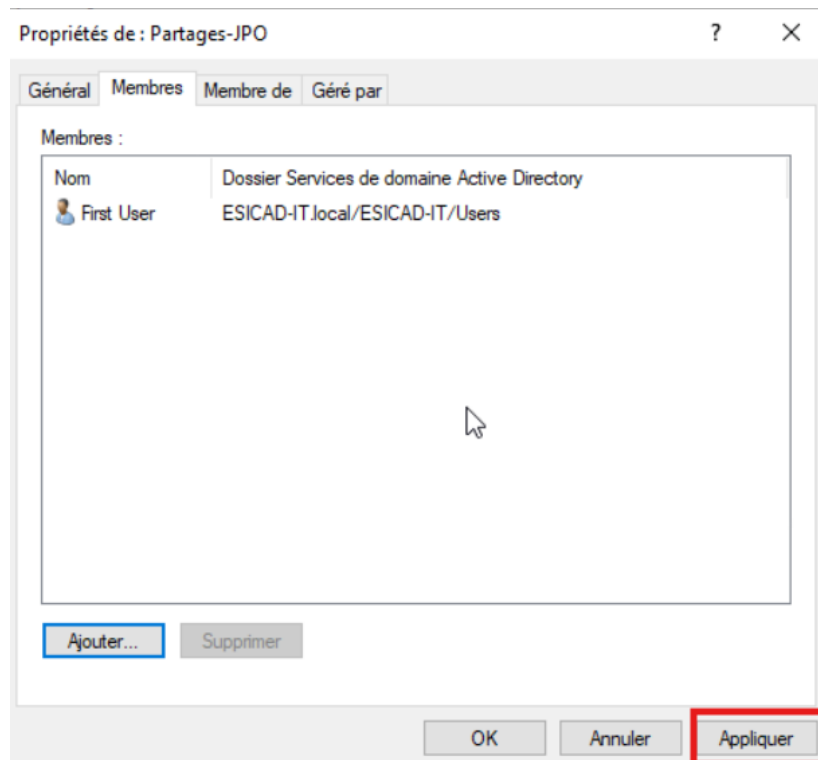 Propriétés de : Partages-JPO ? ×
Général Membres Membre de Géré par
Membres :
Nom Dossier Services de domaine Active Directory
First User ESICAD-IT.local/ESICAD-IT/Users
Ajouter... Supprimer
OK Annuler Appliquer